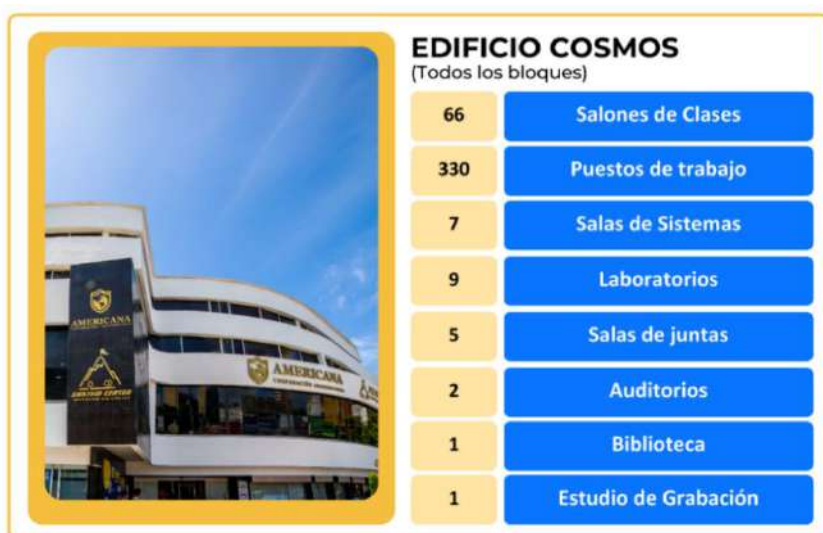 EDIFICIO COSMOS
(Todos los bloques)
66 Salones de Clases
330 Puestos de trabajo
7 Salas de Sistemas
9 Laboratorios
5 Salas de juntas
2 Auditorios
1 Biblioteca
1 Estudio de Grabación
AMERICANA
AMERICANA